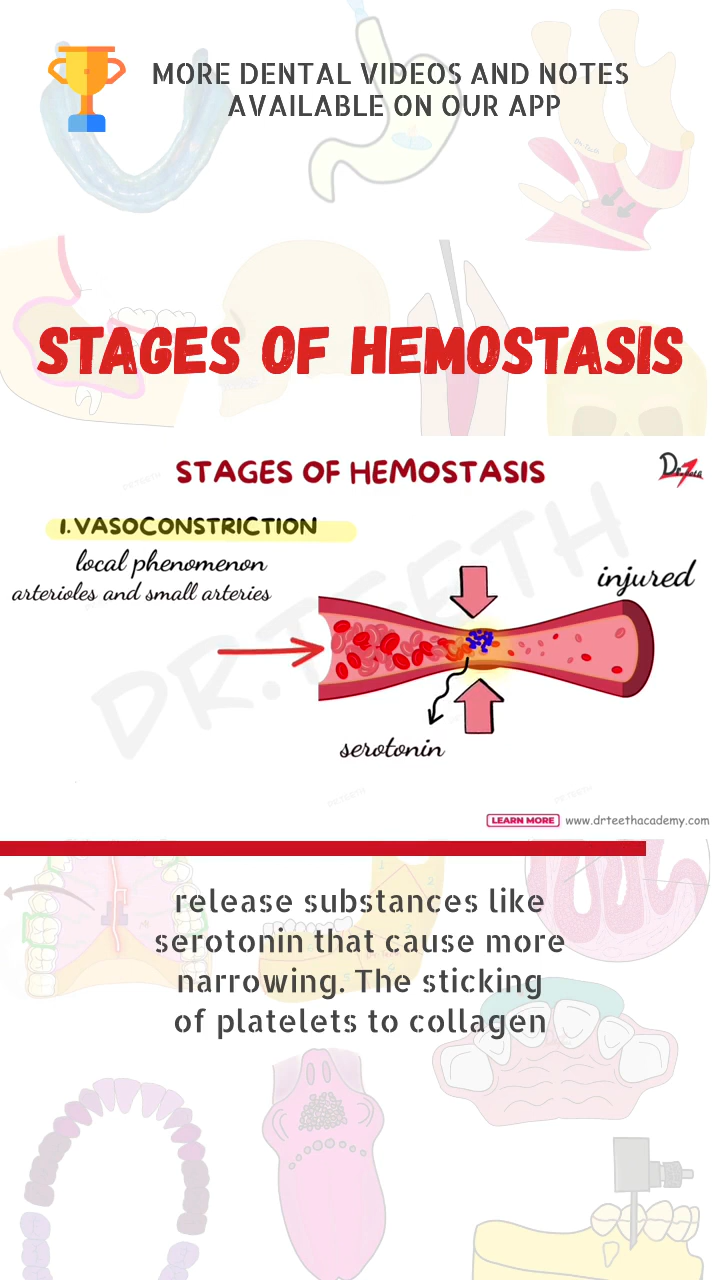 MORE DENTAL VIDEOS AND NOTES
AVAILABLE ON OUR APP
STAGES OF HEMOSTASIS
STAGES OF HEMOSTASIS
1. VASOCONSTRICTION
local phenomenon
arterioles and small arteries
injured
serotonin
DR.TEETH
LEARN MORE www.drteethacademy.com
release substances like
serotonin that cause more
narrowing. The sticking
of platelets to collagen